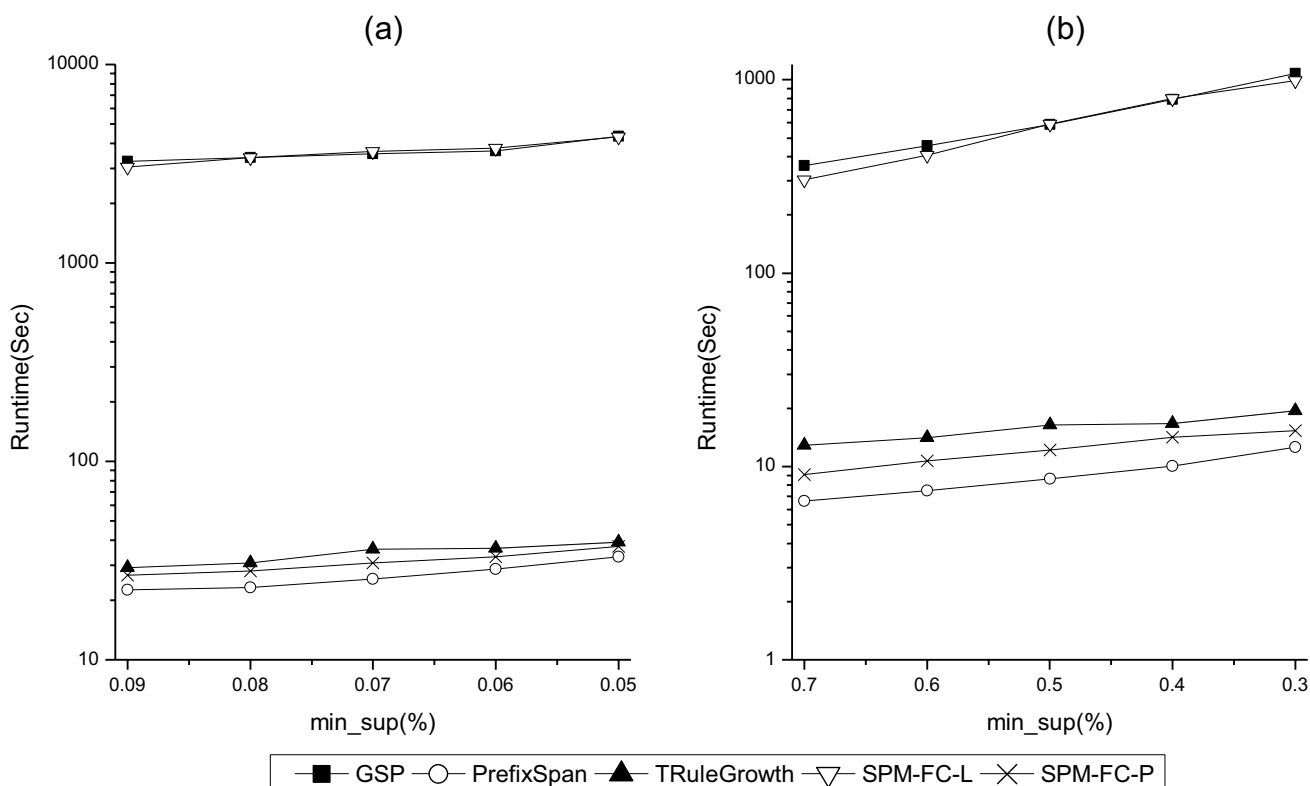 (a)
10000
1000
100
10
Runtime(Sec)
0.09 0.08 0.07 0.06 0.05
min_sup(%)
(b)
1000
100
10
1
Runtime(Sec)
0.7 0.6 0.5 0.4 0.3
min_sup(%)
GSP PrefixSpan TRuleGrowth SPM-FC-L SPM-FC-P